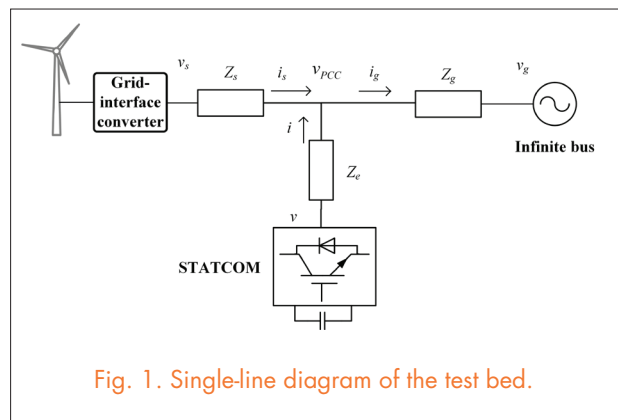 v_s
Z_s
i_s
v_PCC
i_g
Z_g
v_g
Grid-
interface
converter
Infinite bus
i
Z_e
v
STATCOM
Fig. 1. Single-line diagram of the test bed.